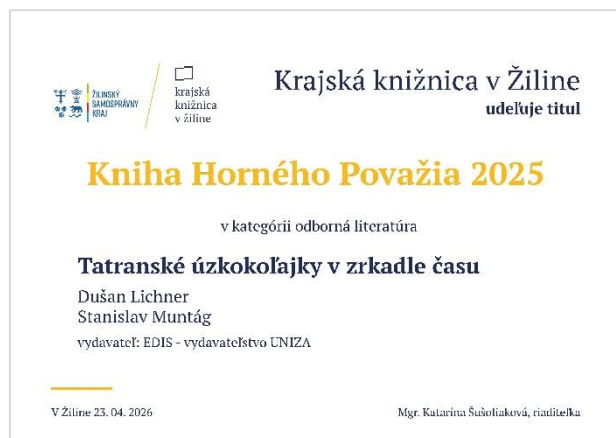 ŽILINSKÝ
SAMOSPRÁVNY
KRAJ
krajská
knižnica
v žiline
Krajská knižnica v Žiline
udeľuje titul
Kniha Horného Považia 2025
v kategórii odborná literatúra
Tatranské úzkokoľajky v zrkadle času
Dušan Lichner
Stanislav Muntág
vydavateľ: EDIS - vydavateľstvo UNIZA
V Žiline 23. 04. 2026
Mgr. Katarína Šušoliaková, riaditeľka